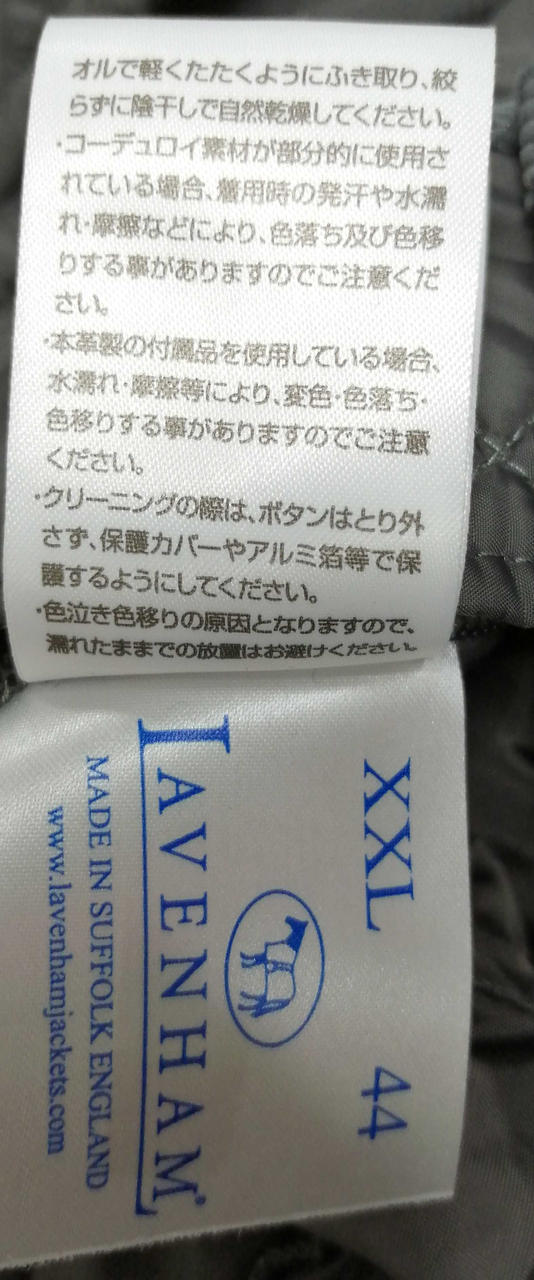 オルで軽くたたくようにふき取り、絞
らずに陰干しで自然乾燥してください。
・コーデュロイ素材が部分的に使用さ
れている場合、着用時の発汗や水濡
れ・摩擦などにより、色落ち及び色移
りする事がありますのでご注意くだ
さい。
・本革製の付属品を使用している場合、
水濡れ・摩擦等により、変色・色落ち・
色移りする事がありますのでご注意
ください。
・クリーニングの際は、ボタンはとり外
さず、保護カバーやアルミ箔等で保
護するようにしてください。
・色泣き色移りの原因となりますので、
濡れたままでの放置はお避けください。
XXL 44
LAVENHAM®
MADE IN SUFFOLK ENGLAND
www.lavenhamjackets.com